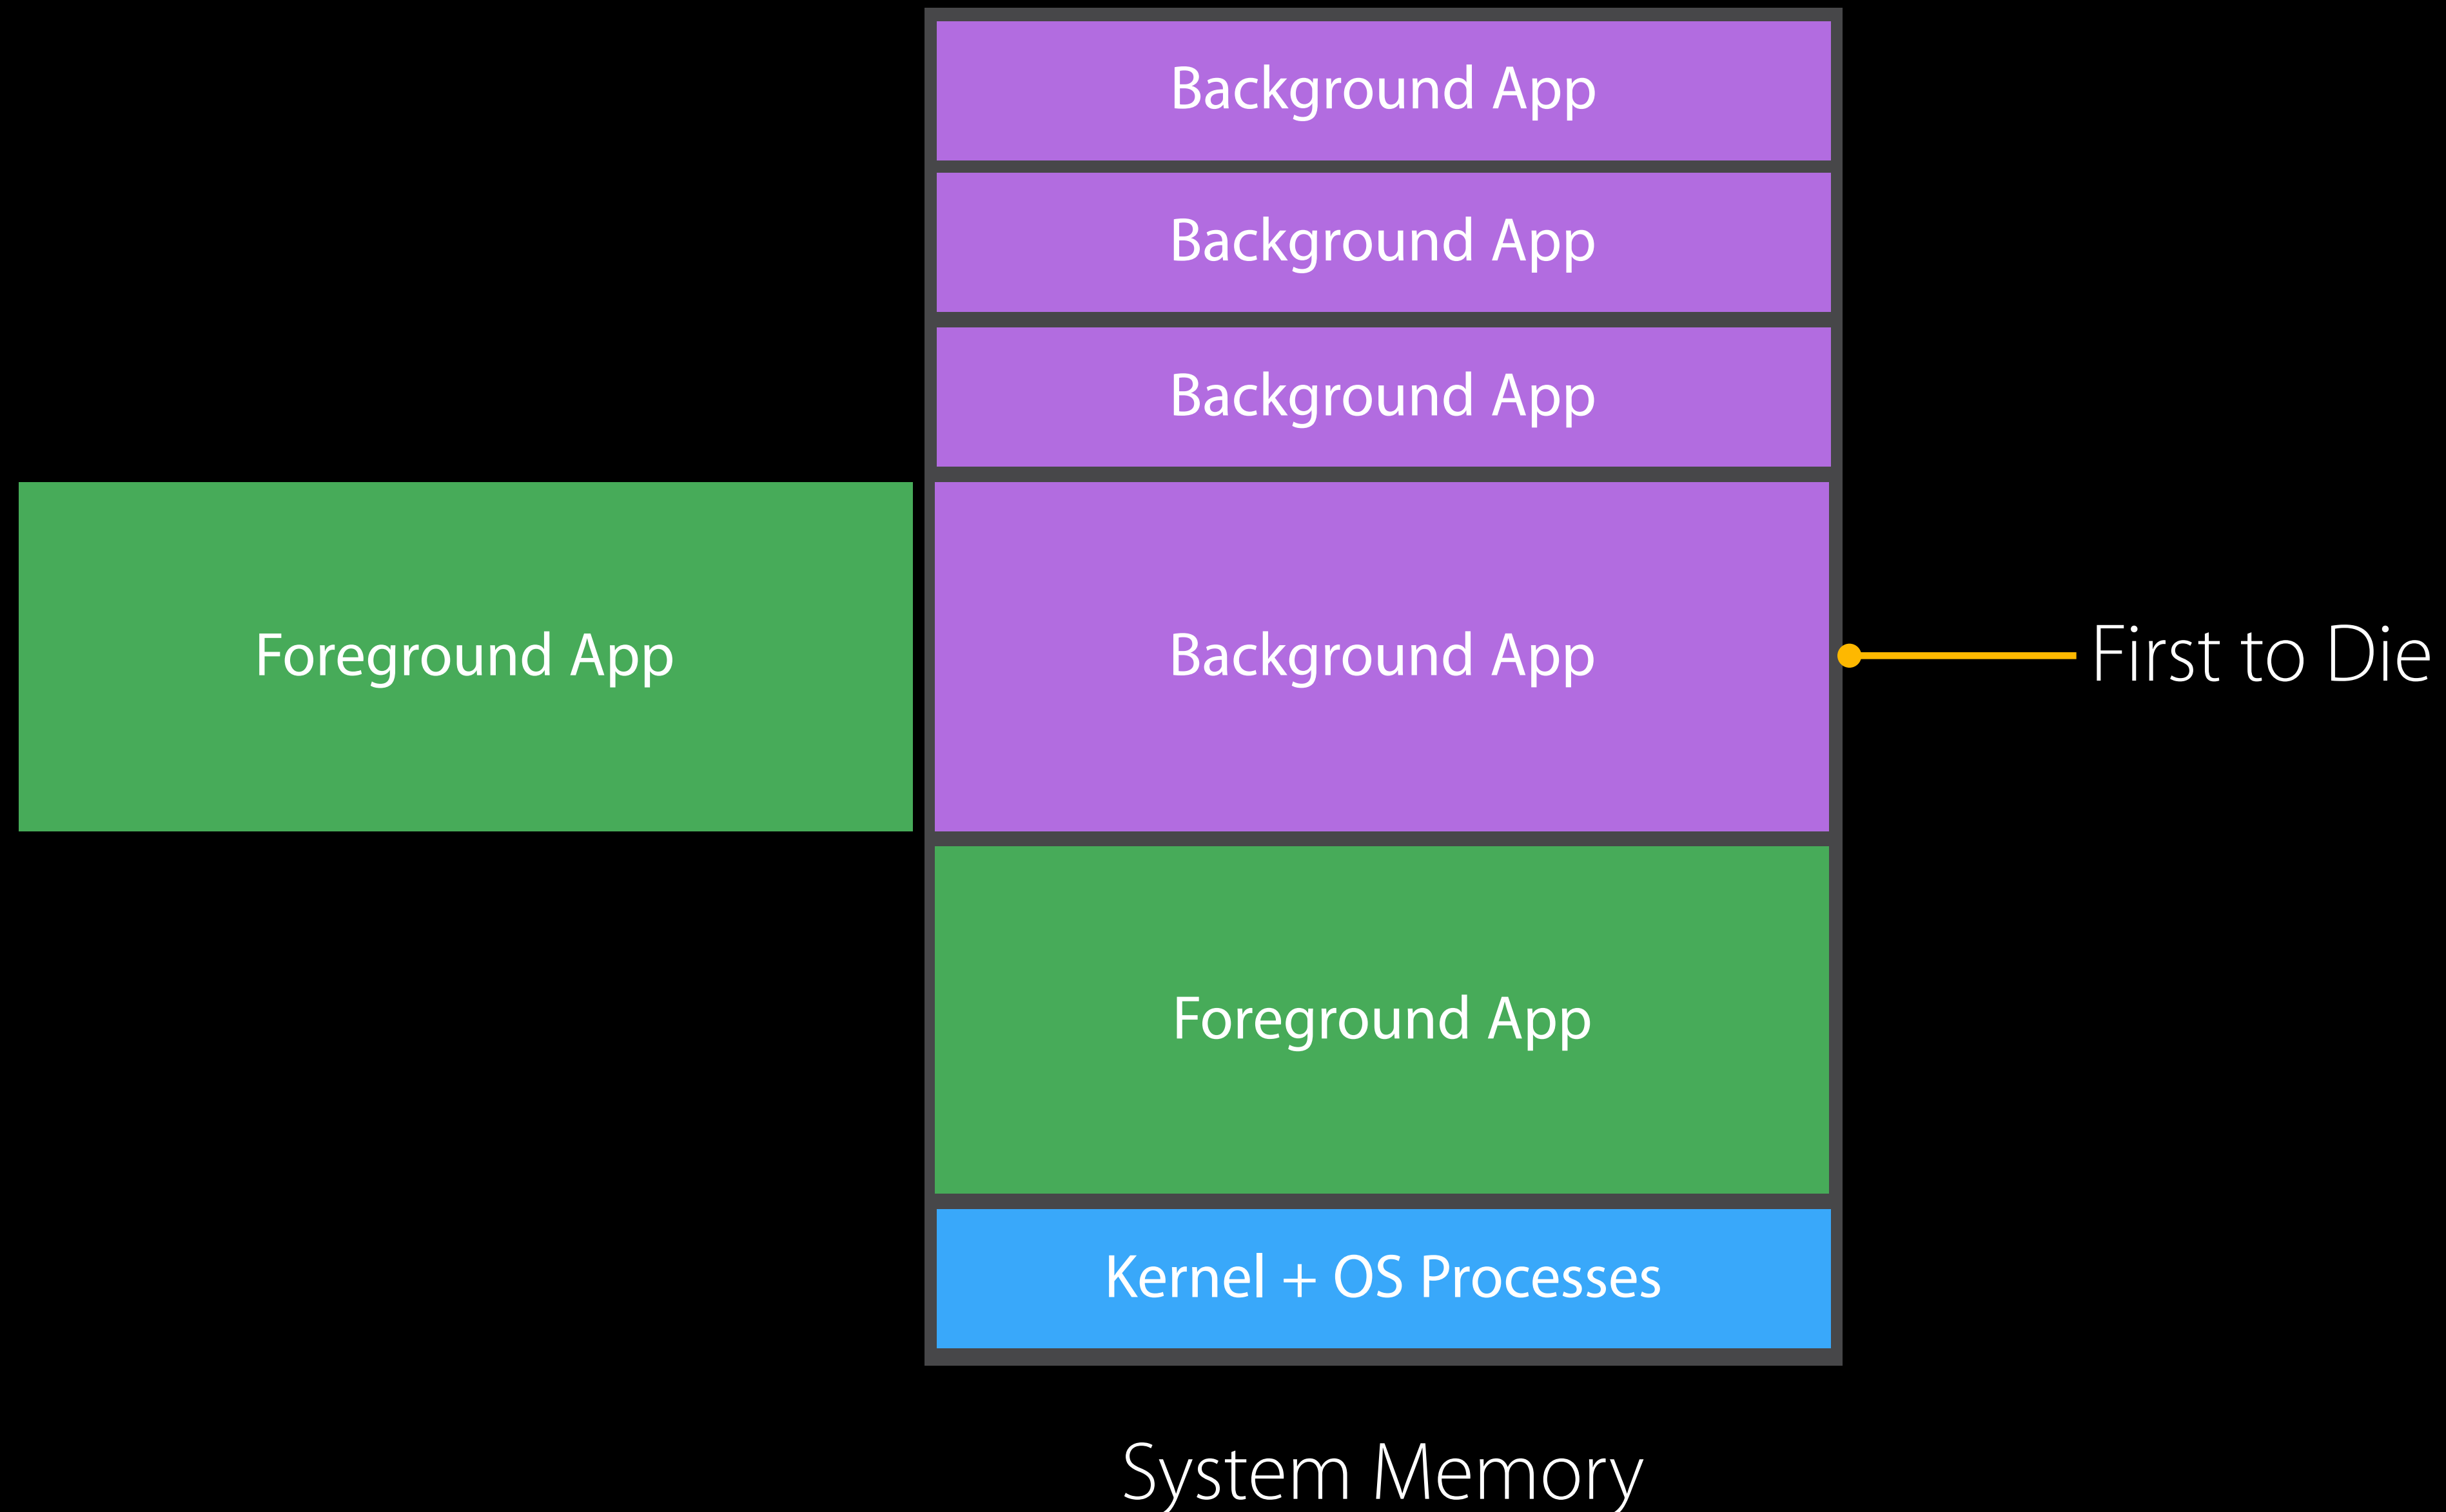 Background App
Background App
Background App
Foreground App
Background App
First to Die
Foreground App
Kernel + OS Processes
System Memory